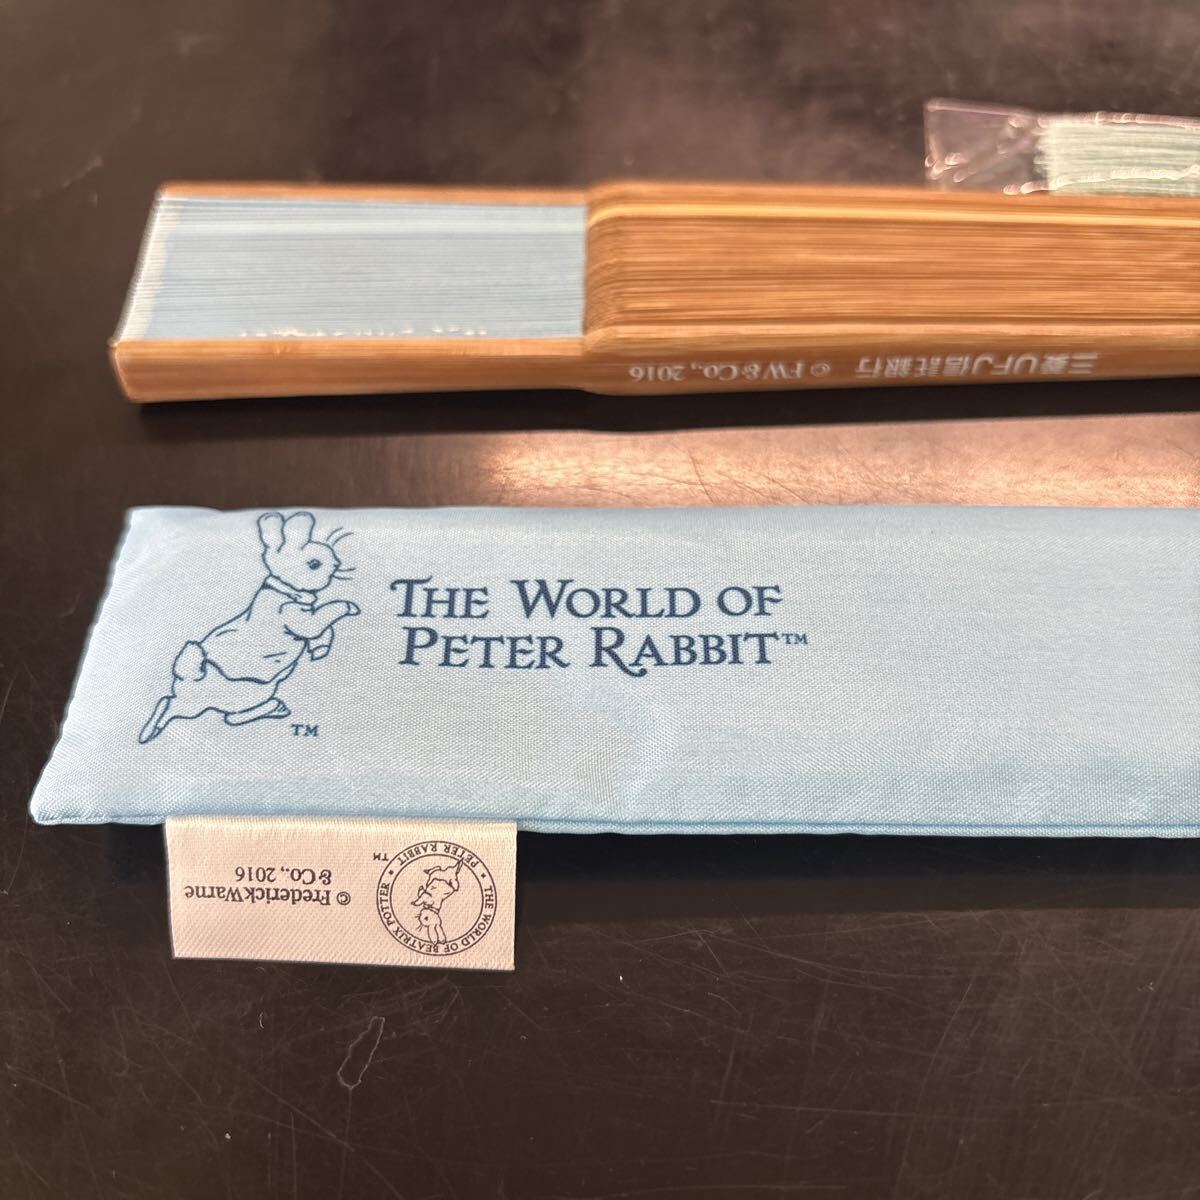 © FW & Co., 2016 三菱UFJ信託銀行
THE WORLD OF
PETER RABBIT™
TM
© Frederick Warne
& Co., 2016
THE WORLD OF BEATRIX POTTER • PETER RABBIT •
TM